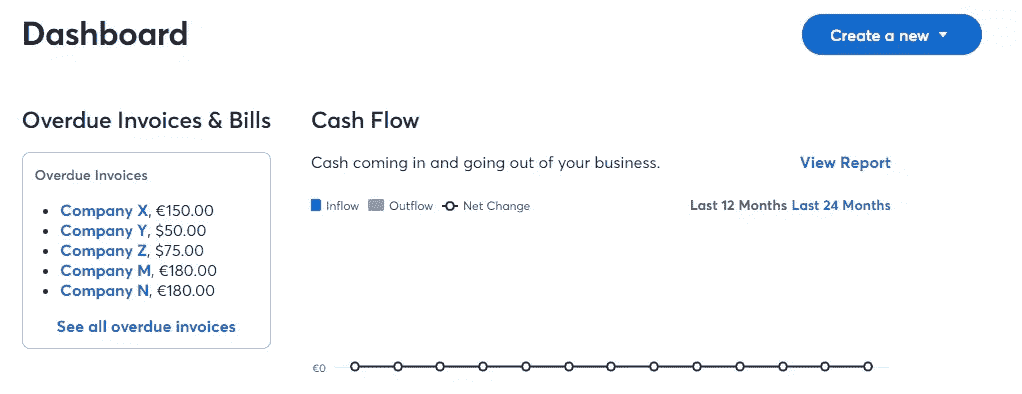 Dashboard
Create a new
Overdue Invoices & Bills
Overdue Invoices
Company X, €150.00
Company Y, $50.00
Company Z, $75.00
Company M, €180.00
Company N, €180.00
See all overdue invoices
Cash Flow
Cash coming in and going out of your business.
View Report
Inflow Outflow Net Change
Last 12 Months Last 24 Months
€0